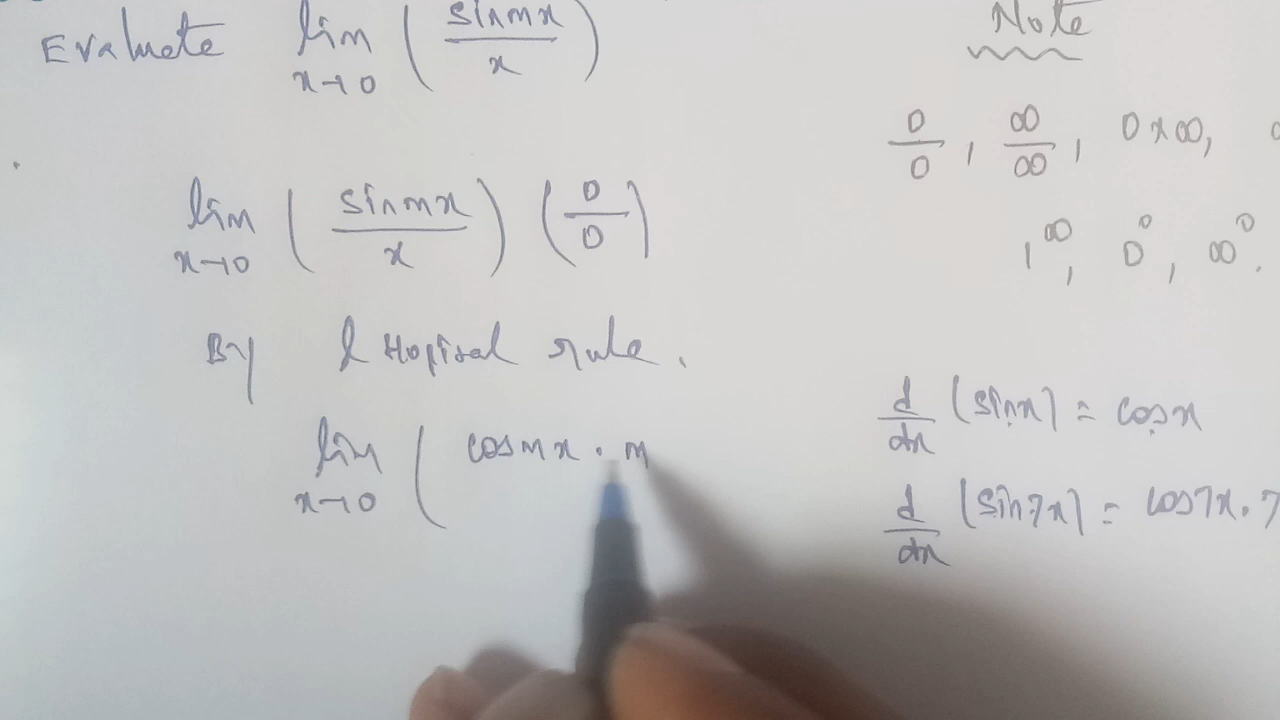 Evaluate lim x→0 ( sinmx / x )
lim x→0 ( sinmx / x ) ( 0 / 0 )
By l Hopital rule.
lim x→0 ( cosmx · m
Note
0/0 , ∞/∞ , 0×∞,
1^∞, 0^0, ∞^0.
d/dx (sinx) = cosx
d/dx (sin7x) = cos7x.7